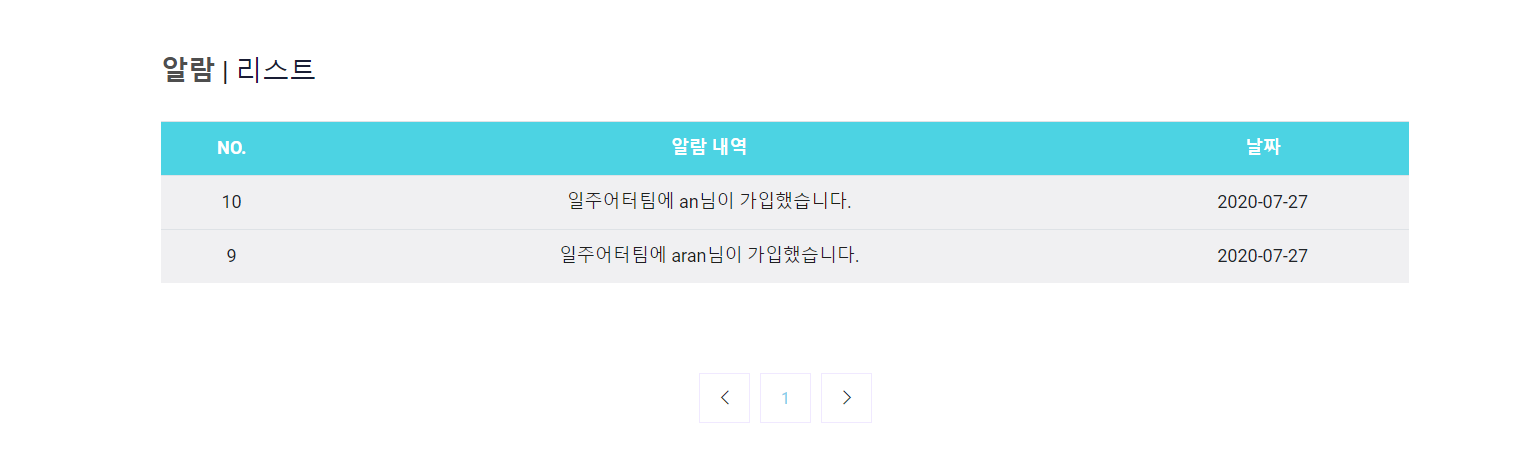 알람 | 리스트
NO. 알람 내역 날짜
10 일주어터팀에 an님이 가입했습니다. 2020-07-27
9 일주어터팀에 aran님이 가입했습니다. 2020-07-27
1